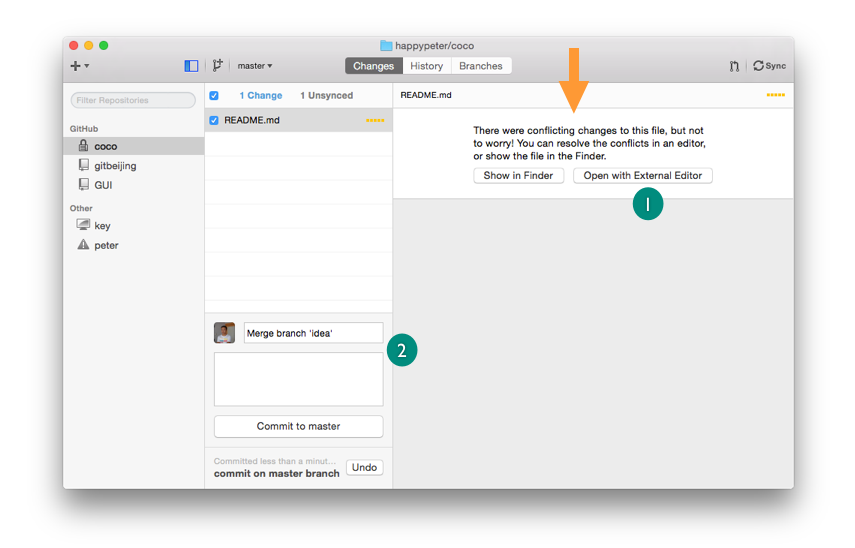 happypeter/coco
master
Changes
History
Branches
Sync
Filter Repositories
GitHub
coco
gitbeijing
GUI
Other
key
peter
1 Change
1 Unsynced
README.md
README.md
There were conflicting changes to this file, but not
to worry! You can resolve the conflicts in an editor,
or show the file in the Finder.
Show in Finder
Open with External Editor
1
Merge branch 'idea'
2
Commit to master
Committed less than a minut...
commit on master branch
Undo